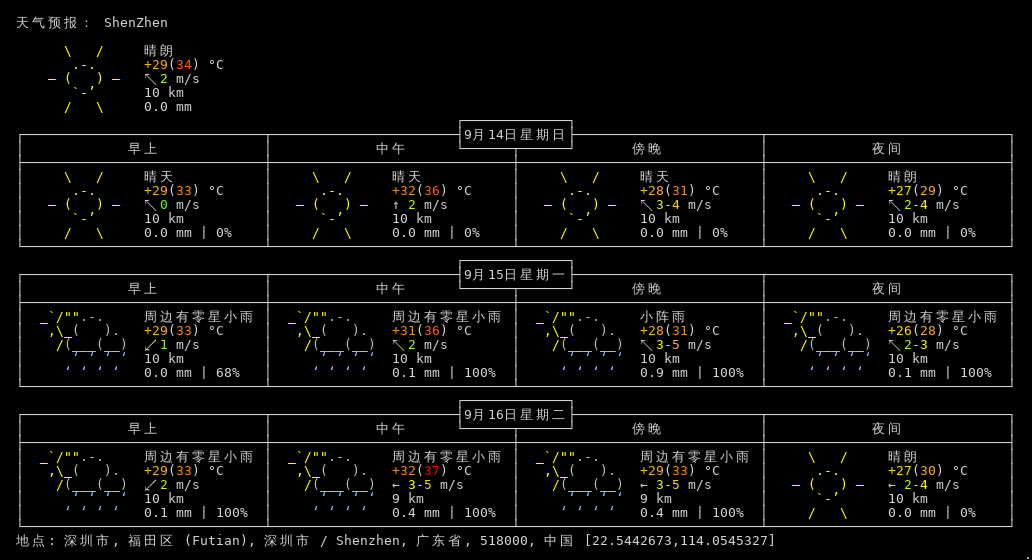 天气预报： ShenZhen
晴朗
+29(34) °C
↖2 m/s
10 km
0.0 mm
9月14日星期日
早上 中午 傍晚 夜间
晴天 晴天 晴天 晴朗
+29(33) °C +32(36) °C +28(31) °C +27(29) °C
↖0 m/s ↑ 2 m/s ↖3-4 m/s ↖2-4 m/s
10 km 10 km 10 km 10 km
0.0 mm | 0% 0.0 mm | 0% 0.0 mm | 0% 0.0 mm | 0%
9月15日星期一
早上 中午 傍晚 夜间
周边有零星小雨 周边有零星小雨 小阵雨 周边有零星小雨
+29(33) °C +31(36) °C +28(31) °C +26(28) °C
↙1 m/s ↖2 m/s ↖3-5 m/s ↖2-3 m/s
10 km 10 km 10 km 10 km
0.0 mm | 68% 0.1 mm | 100% 0.9 mm | 100% 0.1 mm | 100%
9月16日星期二
早上 中午 傍晚 夜间
周边有零星小雨 周边有零星小雨 周边有零星小雨 晴朗
+29(33) °C +32(37) °C +29(33) °C +27(30) °C
↙2 m/s ← 3-5 m/s ← 3-5 m/s ← 2-4 m/s
10 km 9 km 9 km 10 km
0.1 mm | 100% 0.4 mm | 100% 0.4 mm | 100% 0.0 mm | 0%
地点: 深圳市, 福田区 (Futian), 深圳市 / Shenzhen, 广东省, 518000, 中国 [22.5442673,114.0545327]